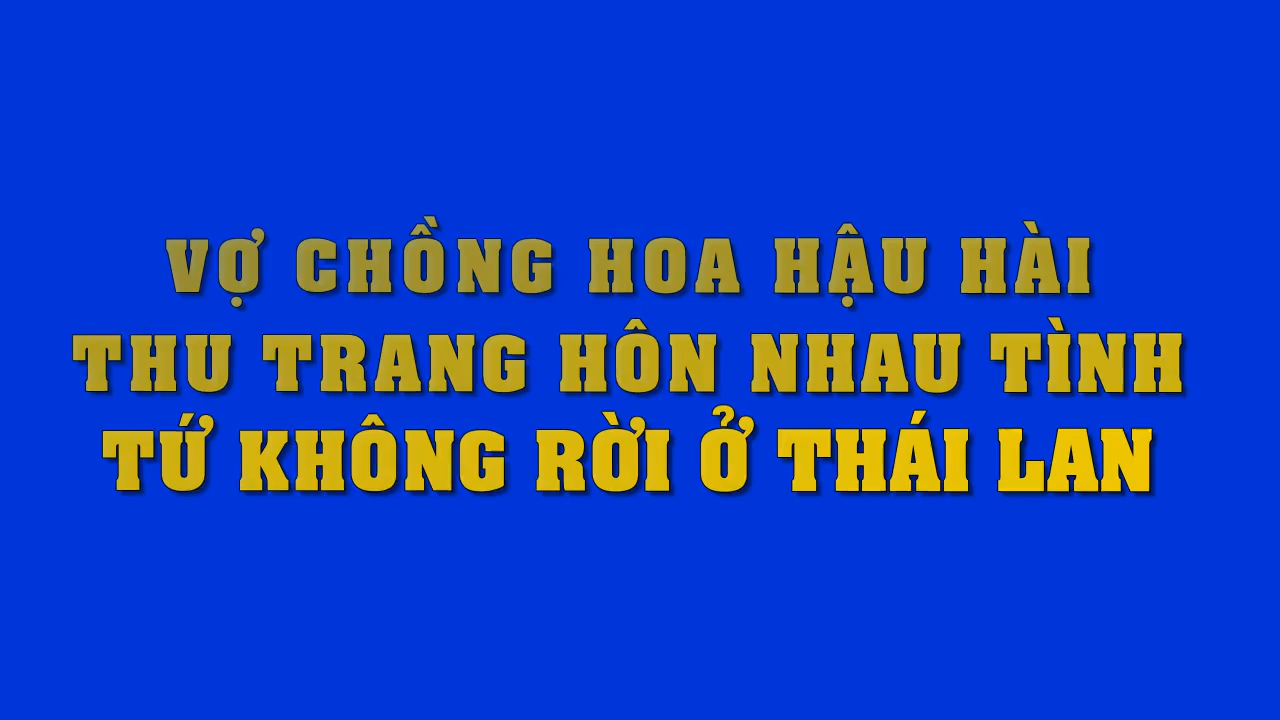 VỢ CHỒNG HOA HẬU HÀI
THU TRANG HÔN NHAU TÌNH
TỨ KHÔNG RỜI Ở THÁI LAN